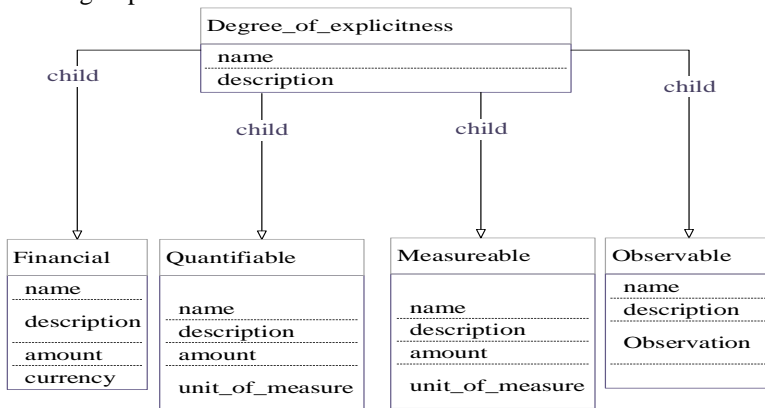 Degree_of_explicitness
name
description
child
child
child
child
Financial
name
description
amount
currency
Quantifiable
name
description
amount
unit_of_measure
Measureable
name
description
amount
unit_of_measure
Observable
name
description
Observation